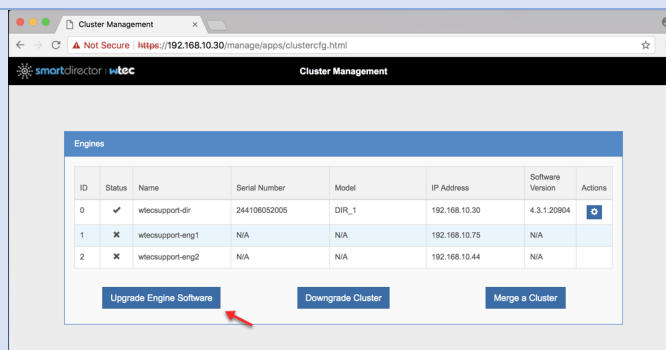 Cluster Management
Not Secure https://192.168.10.30/manage/apps/clustercfg.html
smartdirector wtec Cluster Management
Engines
ID Status Name Serial Number Model IP Address Software Version Actions
0 wtecsupport-dir 244106052005 DIR_1 192.168.10.30 4.3.1.20904
1 wtecsupport-eng1 N/A N/A 192.168.10.75 N/A
2 wtecsupport-eng2 N/A N/A 192.168.10.44 N/A
Upgrade Engine Software Downgrade Cluster Merge a Cluster